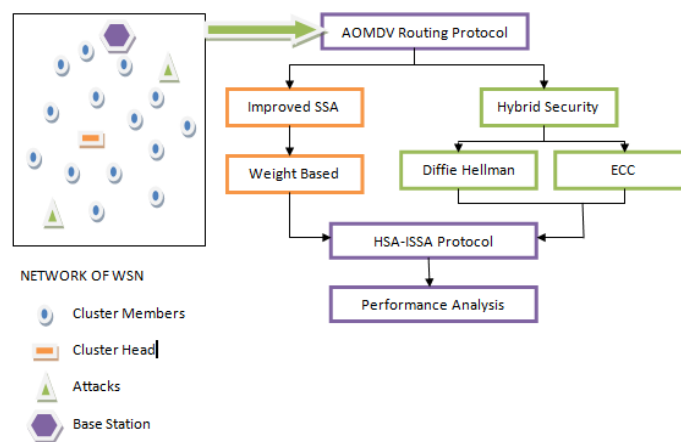 AOMDV Routing Protocol
Improved SSA
Hybrid Security
Weight Based
Diffie Hellman
ECC
HSA-ISSA Protocol
Performance Analysis
NETWORK OF WSN
Cluster Members
Cluster Head
Attacks
Base Station